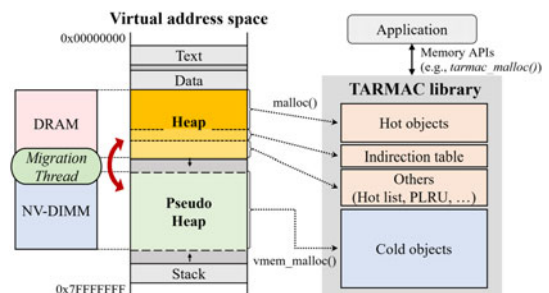 Virtual address space
0x00000000
Text
Data
Heap
Pseudo
Heap
Stack
0x7FFFFFFF
DRAM
Migration
Thread
NV-DIMM
malloc()
vmem_malloc()
Application
Memory APIs
(e.g., tarmac_malloc())
TARMAC library
Hot objects
Indirection table
Others
(Hot list, PLRU, …)
Cold objects